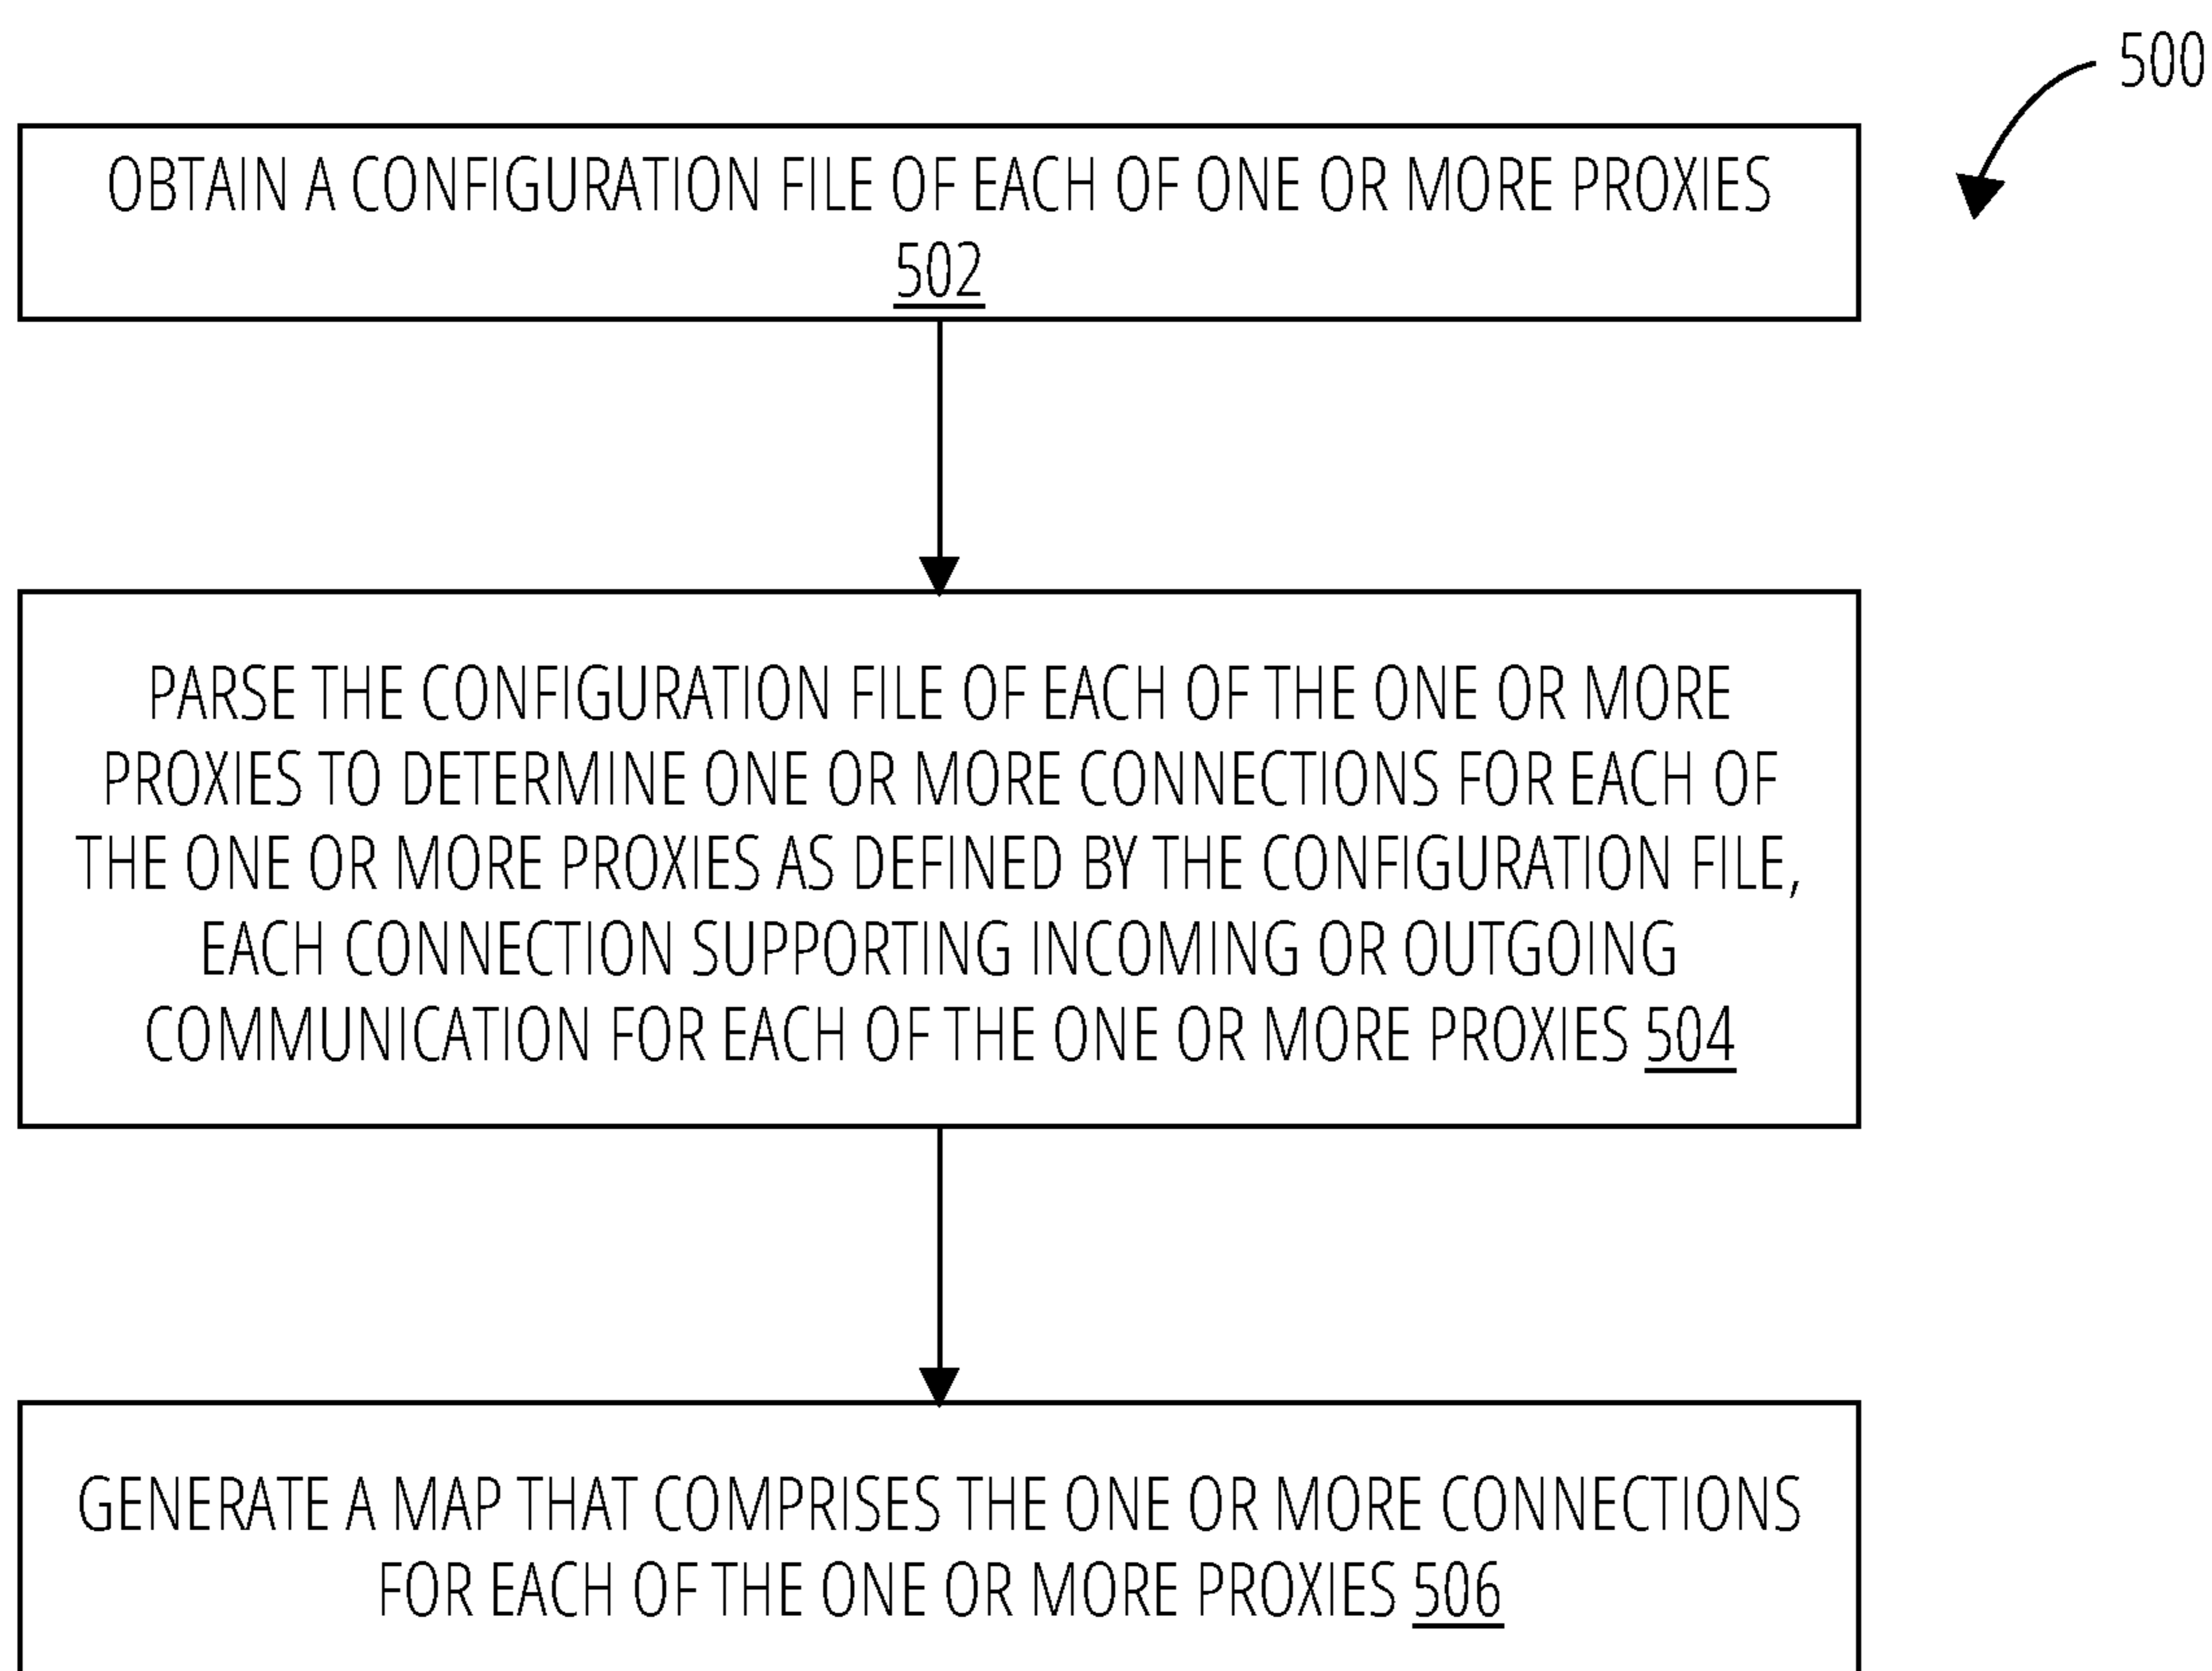 500
OBTAIN A CONFIGURATION FILE OF EACH OF ONE OR MORE PROXIES
502
PARSE THE CONFIGURATION FILE OF EACH OF THE ONE OR MORE
PROXIES TO DETERMINE ONE OR MORE CONNECTIONS FOR EACH OF
THE ONE OR MORE PROXIES AS DEFINED BY THE CONFIGURATION FILE,
EACH CONNECTION SUPPORTING INCOMING OR OUTGOING
COMMUNICATION FOR EACH OF THE ONE OR MORE PROXIES 504
GENERATE A MAP THAT COMPRISES THE ONE OR MORE CONNECTIONS
FOR EACH OF THE ONE OR MORE PROXIES 506